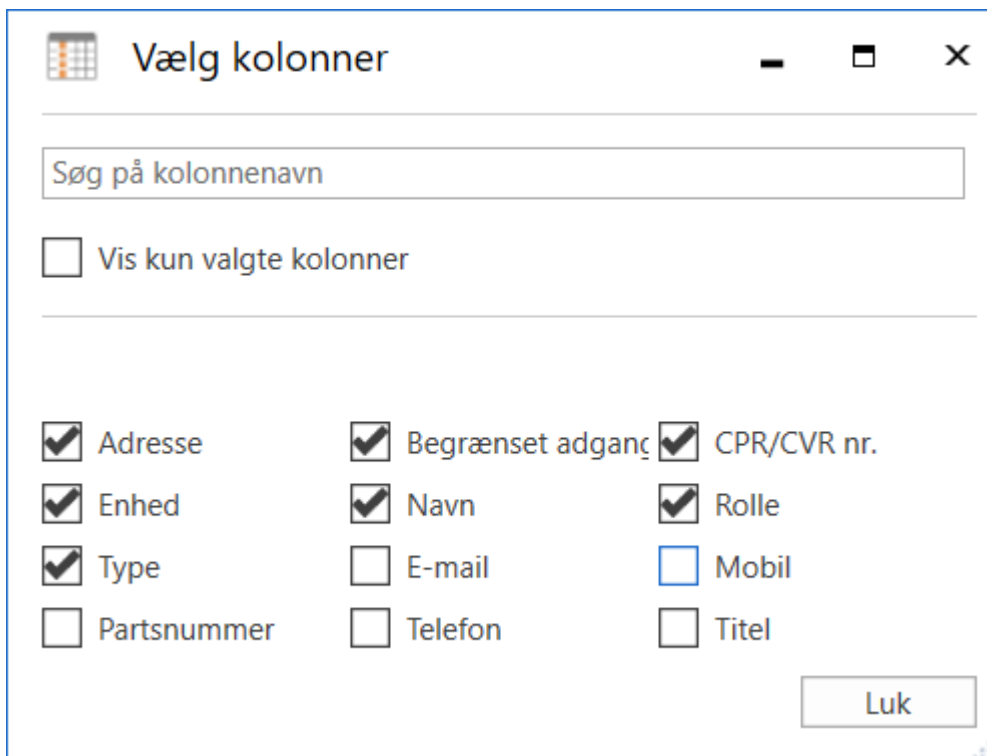 Vælg kolonner
Søg på kolonnenavn
Vis kun valgte kolonner
Adresse Begrænset adgang CPR/CVR nr.
Enhed Navn Rolle
Type E-mail Mobil
Partsnummer Telefon Titel
Luk